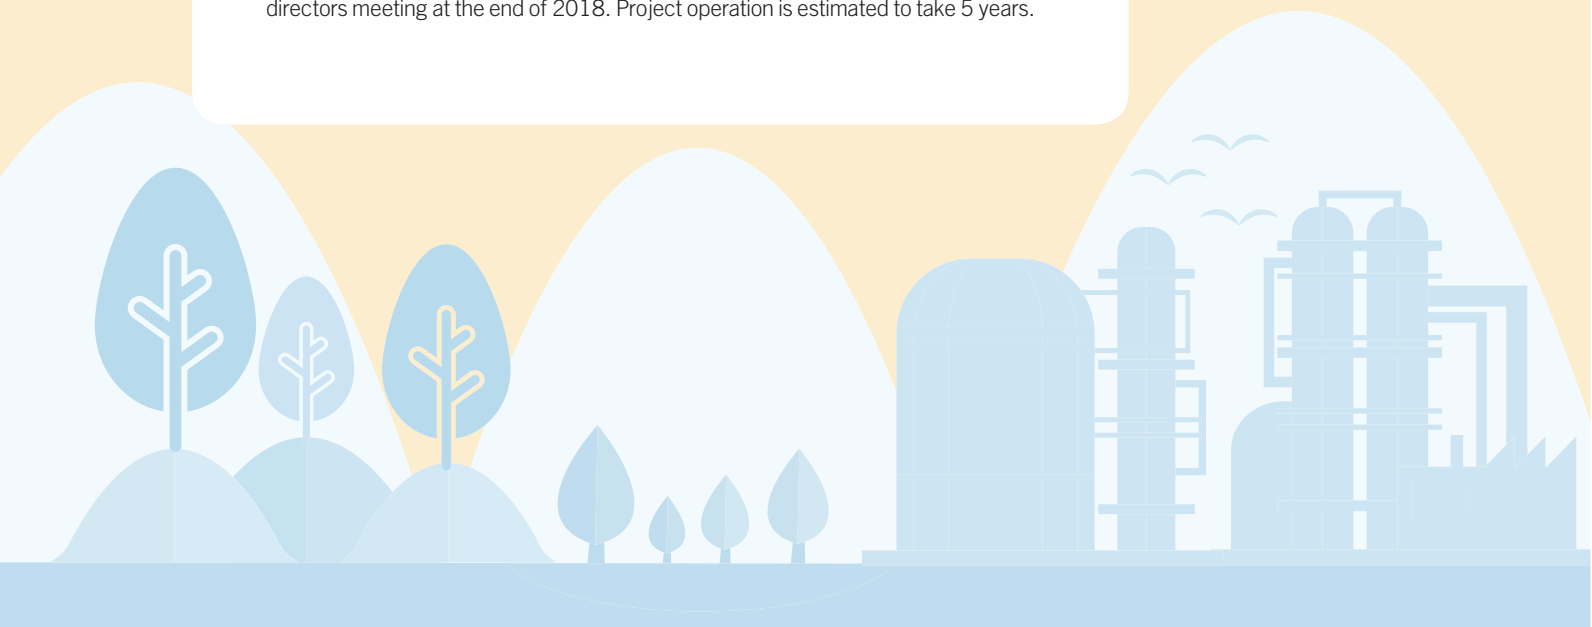 directors meeting at the end of 2018. Project operation is estimated to take 5 years.